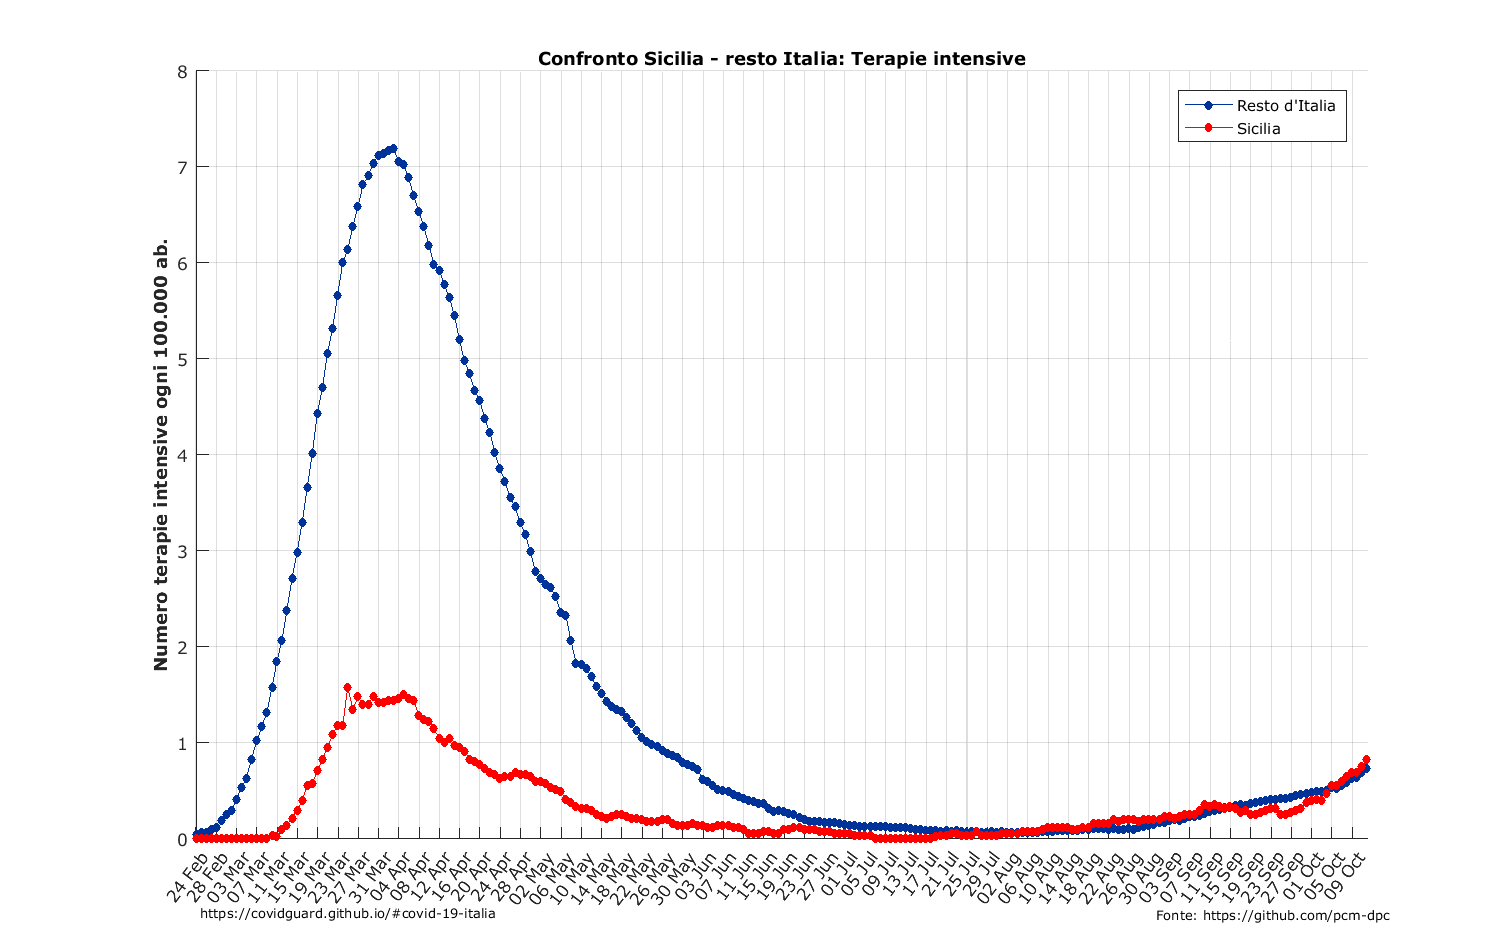 Confronto Sicilia - resto Italia: Terapie intensive
Numero terapie intensive ogni 100.000 ab.
8
7
6
5
4
3
2
1
0
Resto d'Italia
Sicilia
24 Feb
28 Feb
03 Mar
07 Mar
11 Mar
15 Mar
19 Mar
23 Mar
27 Mar
31 Mar
04 Apr
08 Apr
12 Apr
16 Apr
20 Apr
24 Apr
28 Apr
02 May
06 May
10 May
14 May
18 May
22 May
26 May
30 May
03 Jun
07 Jun
11 Jun
15 Jun
19 Jun
23 Jun
27 Jun
01 Jul
05 Jul
09 Jul
13 Jul
17 Jul
21 Jul
25 Jul
29 Jul
02 Aug
06 Aug
10 Aug
14 Aug
18 Aug
22 Aug
26 Aug
30 Aug
03 Sep
07 Sep
11 Sep
15 Sep
19 Sep
23 Sep
27 Sep
01 Oct
05 Oct
09 Oct
https://covidguard.github.io/#covid-19-italia
Fonte: https://github.com/pcm-dpc